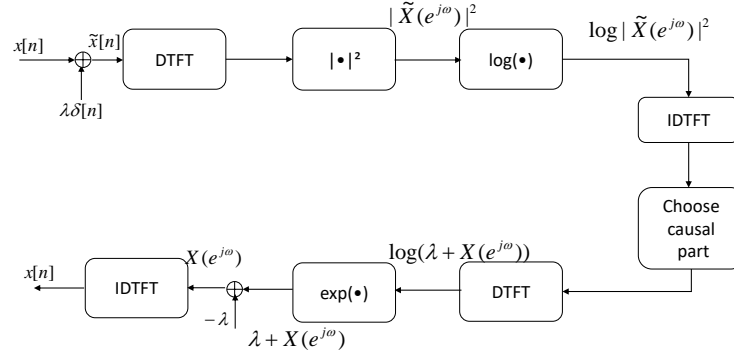 | X̃(e^{jω}) |²
x[n]
x̃[n]
DTFT
|•|²
log(•)
log | X̃(e^{jω}) |²
λδ[n]
IDTFT
Choose
causal
part
log(λ + X(e^{jω}))
DTFT
exp(•)
λ + X(e^{jω})
X(e^{jω})
−λ
IDTFT
x[n]